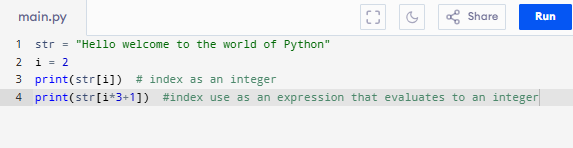 main.py Share Run
1 str = "Hello welcome to the world of Python"
2 i = 2
3 print(str[i])  # index as an integer
4 print(str[i*3+1])  #index use as an expression that evaluates to an integer